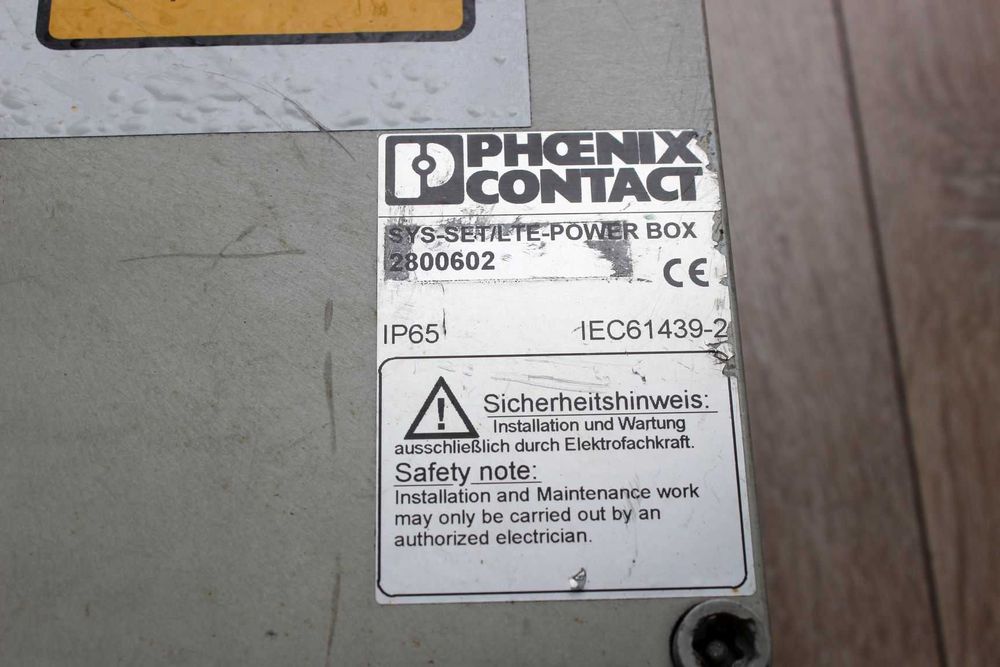 PHŒNIX
CONTACT
SYS-SET/LTE-POWER BOX
2800602
CE
IP65 IEC61439-2
Sicherheitshinweis:
Installation und Wartung
ausschließlich durch Elektrofachkraft.
Safety note:
Installation and Maintenance work
may only be carried out by an
authorized electrician.